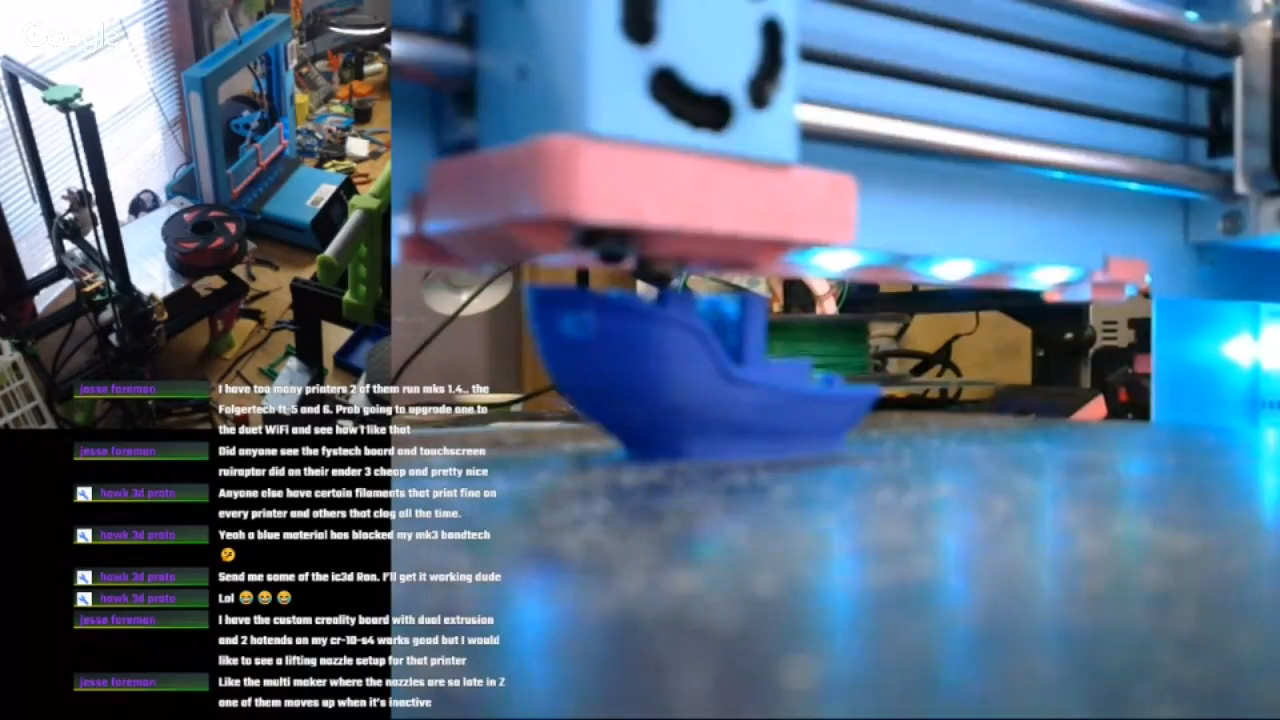 Google
jesse foreman I have too many printers 2 of them run mks 1.4.. the
Folgertech ft-5 and 6. Prob going to upgrade one to
the duet WiFi and see how I like that
jesse foreman Did anyone see the fystech board and touchscreen
ruiraptor did on their ender 3 cheap and pretty nice
hawk 3d proto Anyone else have certain filaments that print fine on
every printer and others that clog all the time.
hawk 3d proto Yeah a blue material has blocked my mk3 bondtech
🤔
hawk 3d proto Send me some of the ic3d Ron. I'll get it working dude
hawk 3d proto Lol 😂 😂 😂
jesse foreman I have the custom creality board with dual extrusion
and 2 hotends on my cr-10-s4 works good but I would
like to see a lifting nozzle setup for that printer
jesse foreman Like the multi maker where the nozzles are so late in Z
one of them moves up when it's inactive